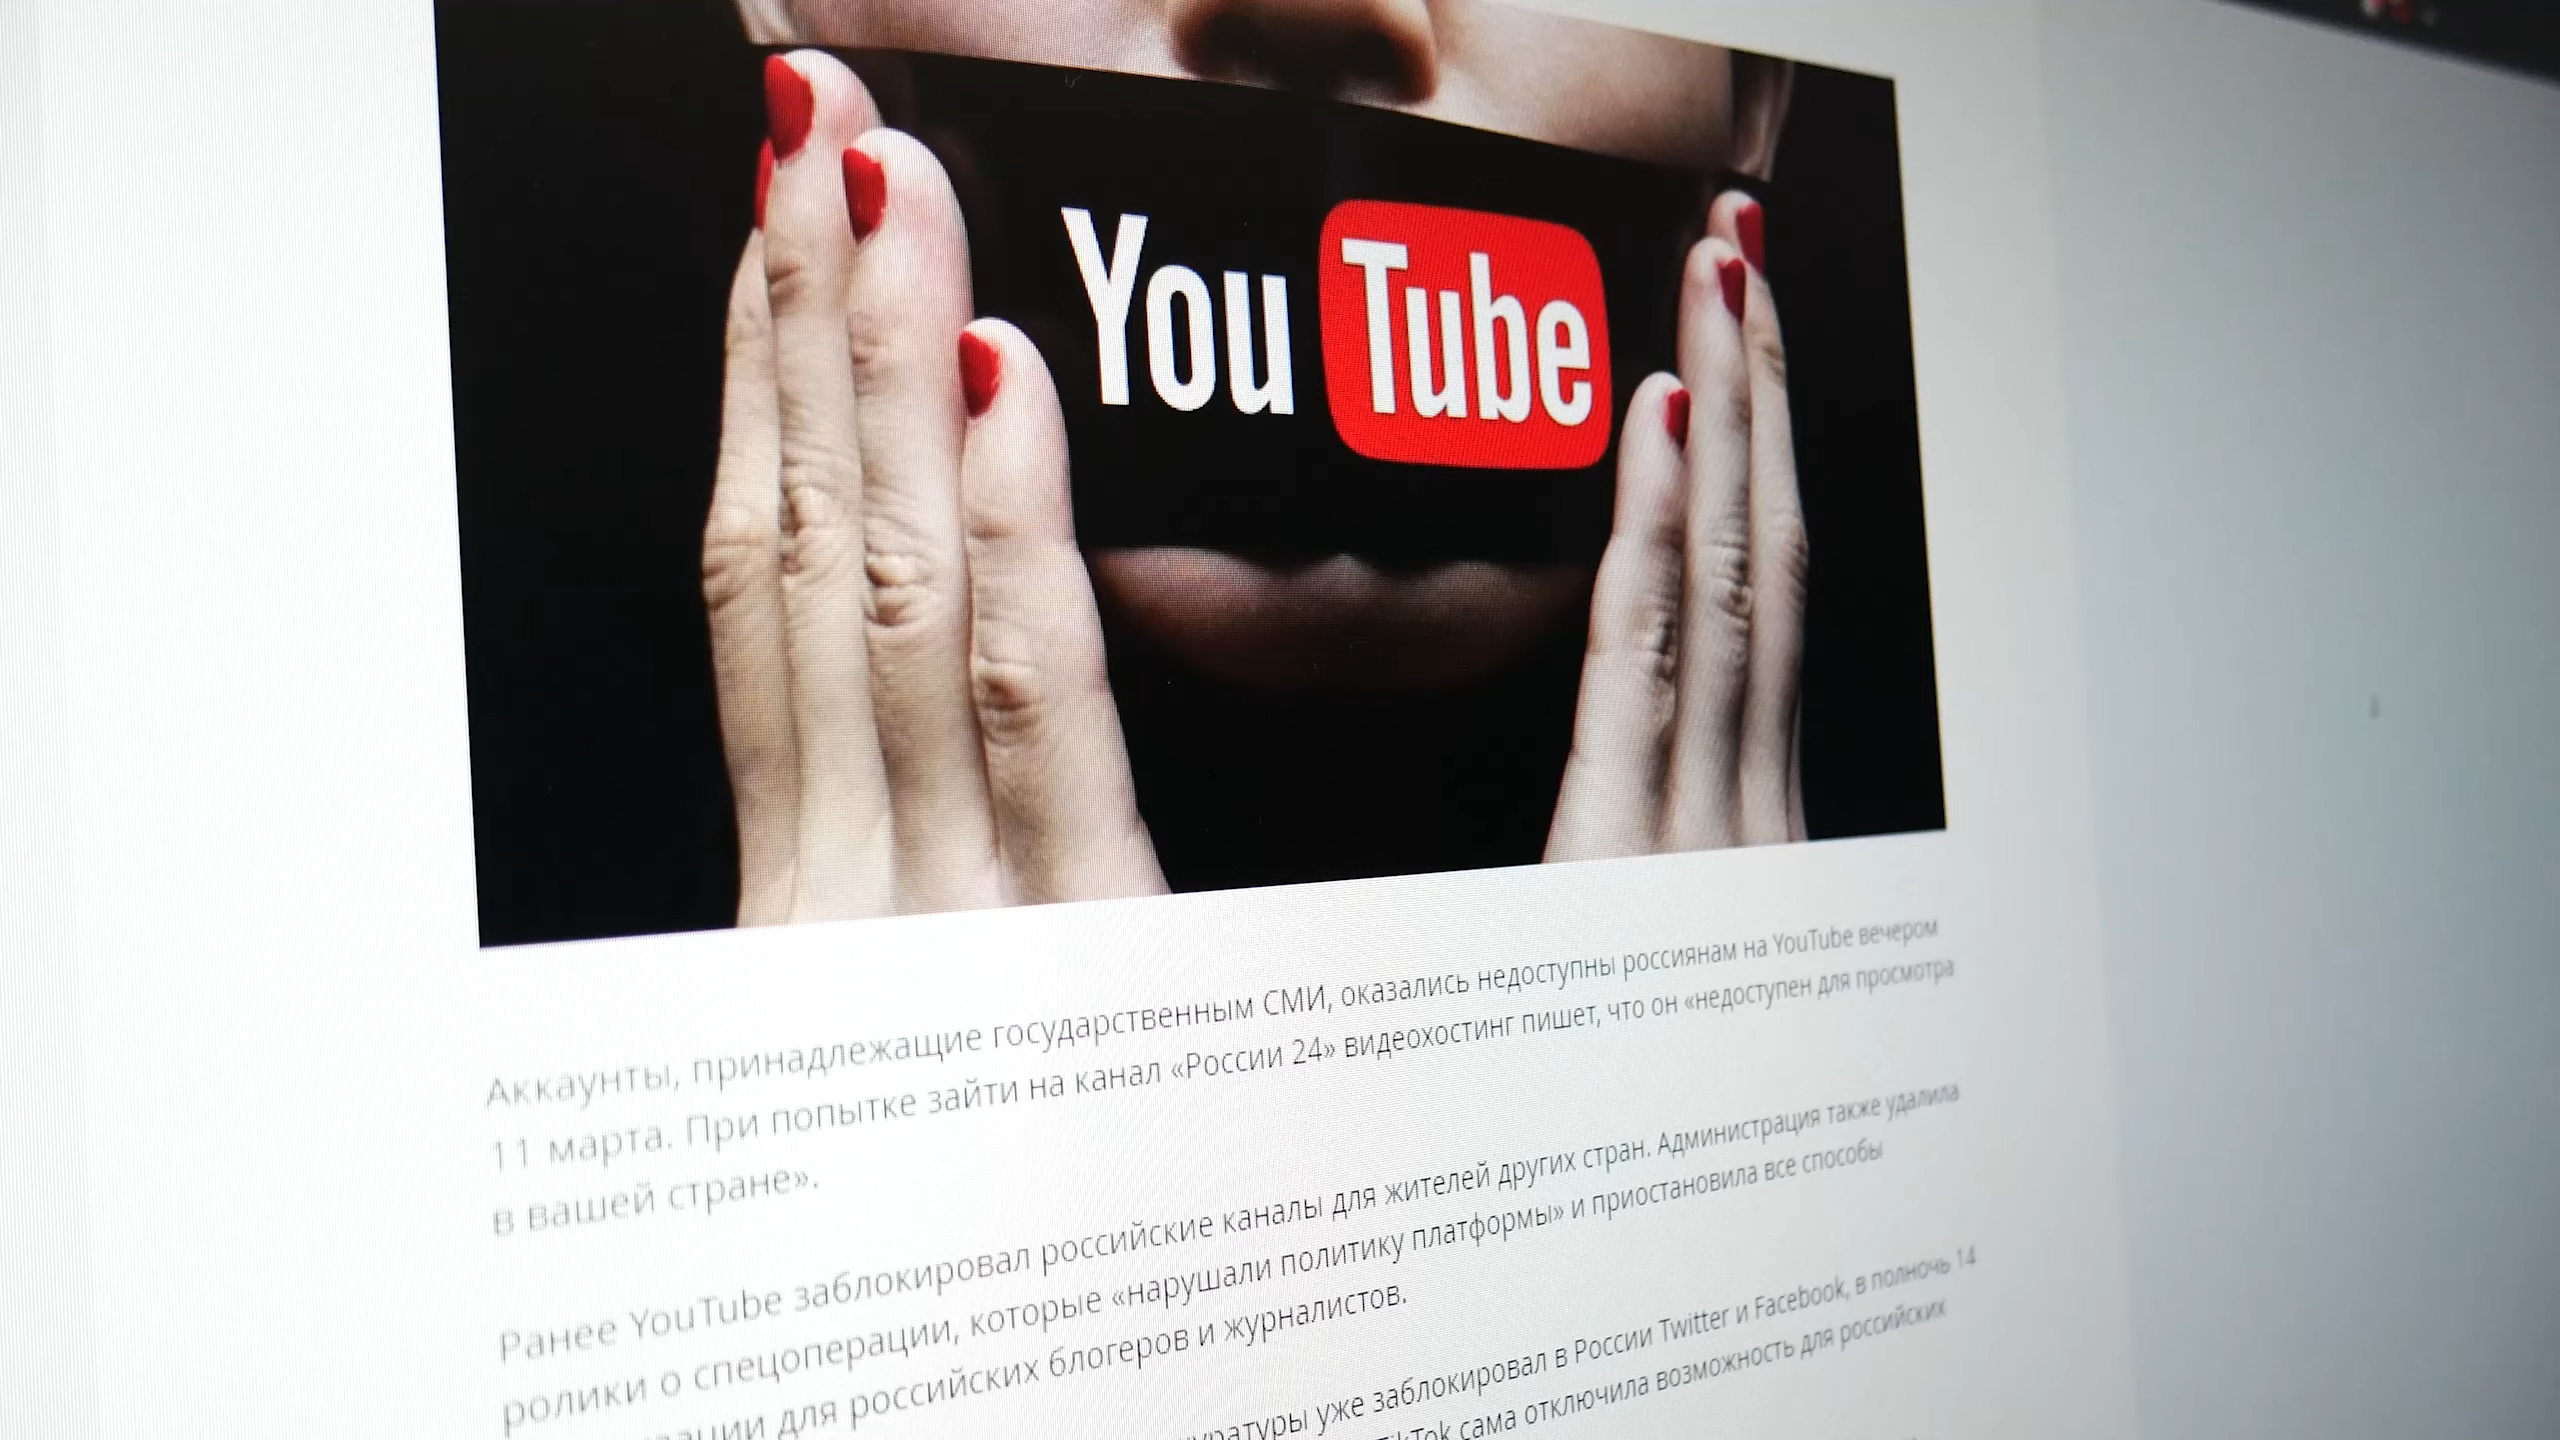 You Tube
Аккаунты, принадлежащие государственным СМИ, оказались недоступны россиянам на YouTube вечером
11 марта. При попытке зайти на канал «России 24» видеохостинг пишет, что он «недоступен для просмотра
в вашей стране».
Ранее YouTube заблокировал российские каналы для жителей других стран. Администрация также удалила
ролики о спецоперации, которые «нарушали политику платформы» и приостановила все способы
для российских блогеров и журналистов.
уже заблокировал в России Twitter и Facebook, в полночь 14
TikTok сама отключила возможность для российских